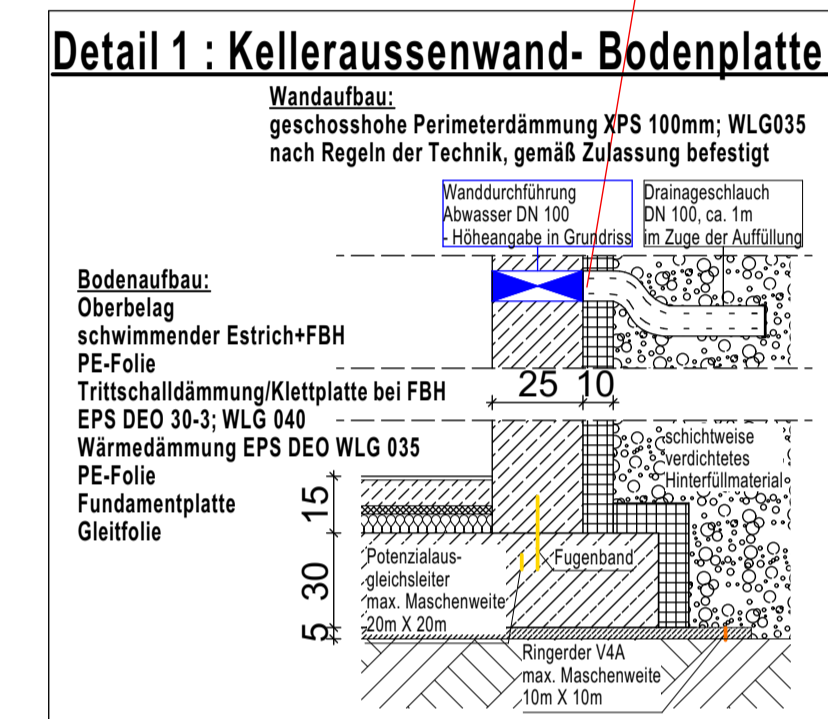 Detail 1 : Kelleraussenwand- Bodenplatte
Wandaufbau:
geschosshohe Perimeterdämmung XPS 100mm; WLG035
nach Regeln der Technik, gemäß Zulassung befestigt
Wanddurchführung
Abwasser DN 100
- Höheangabe in Grundriss
Drainageschlauch
DN 100, ca. 1m
im Zuge der Auffüllung
Bodenaufbau:
Oberbelag
schwimmender Estrich+FBH
PE-Folie
Trittschalldämmung/Klettplatte bei FBH
EPS DEO 30-3; WLG 040
Wärmedämmung EPS DEO WLG 035
PE-Folie
Fundamentplatte
Gleitfolie
25 10
schichtweise
verdichtetes
Hinterfüllmaterial
15
30
5
Potenzialaus-
gleichsleiter
max. Maschenweite
20m X 20m
Fugenband
Ringerder V4A
max. Maschenweite
10m X 10m